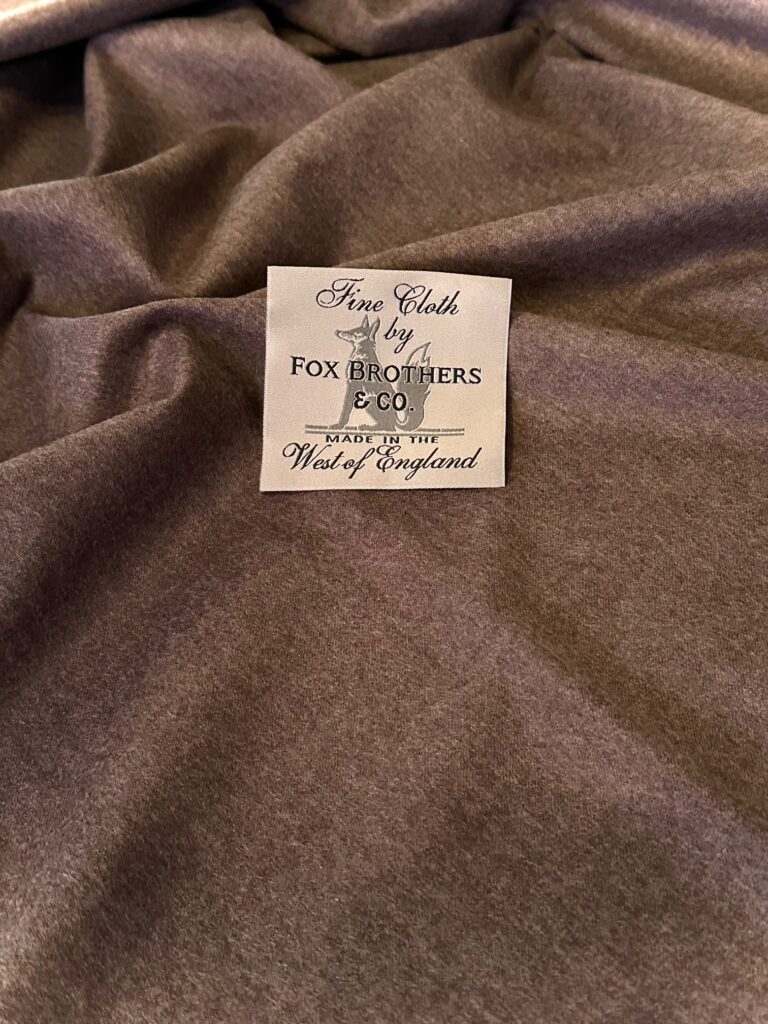 Fine Cloth
by
FOX BROTHERS
& CO.
MADE IN THE
West of England